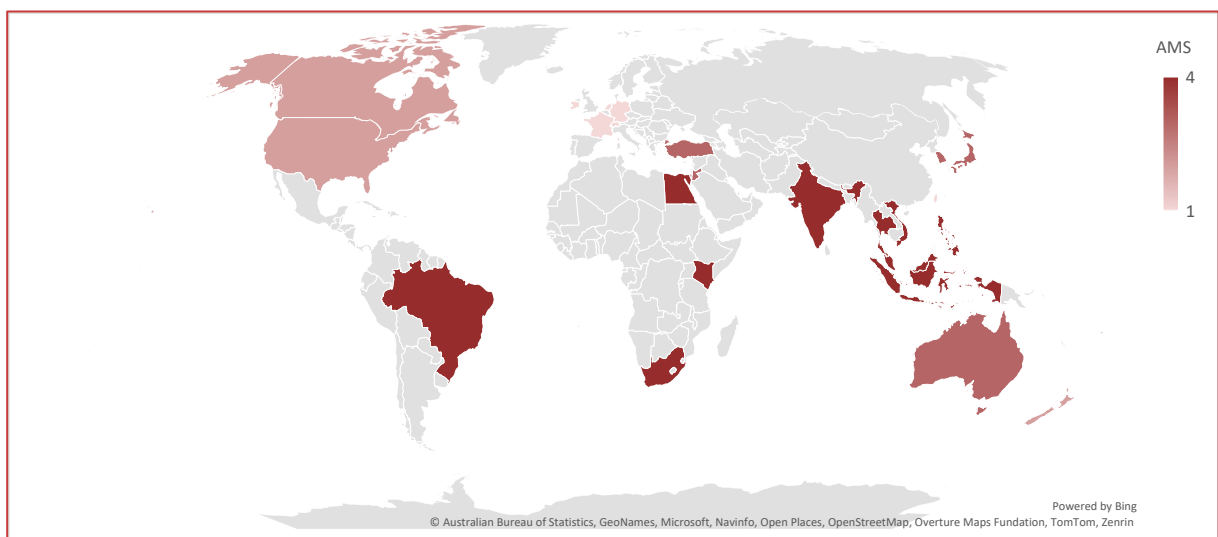 AMS
4
1
Powered by Bing
© Australian Bureau of Statistics, GeoNames, Microsoft, Navinfo, Open Places, OpenStreetMap, Overture Maps Fundation, TomTom, Zenrin